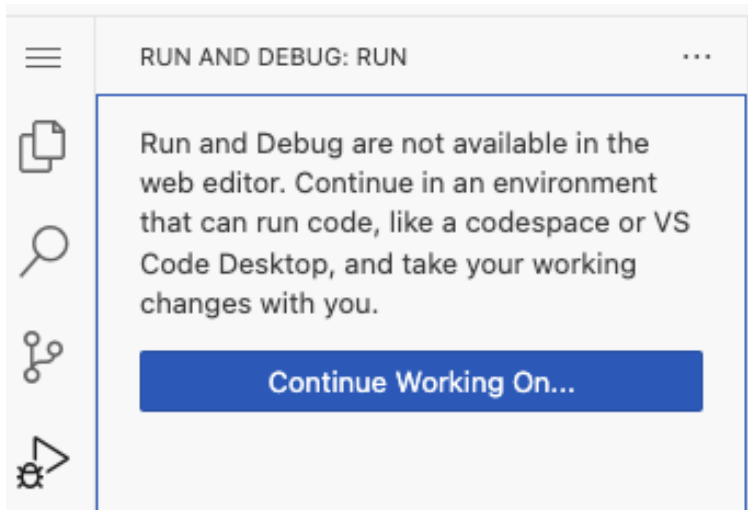 RUN AND DEBUG: RUN
Run and Debug are not available in the
web editor. Continue in an environment
that can run code, like a codespace or VS
Code Desktop, and take your working
changes with you.
Continue Working On...